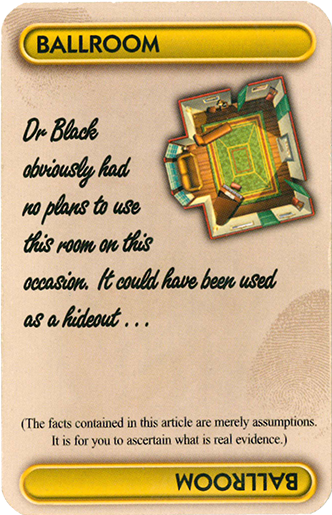 BALLROOM
Dr Black
obviously had
no plans to use
this room on this
occasion. It could have been used
as a hideout . . .
(The facts contained in this article are merely assumptions.
It is for you to ascertain what is real evidence.)
BALLROOM